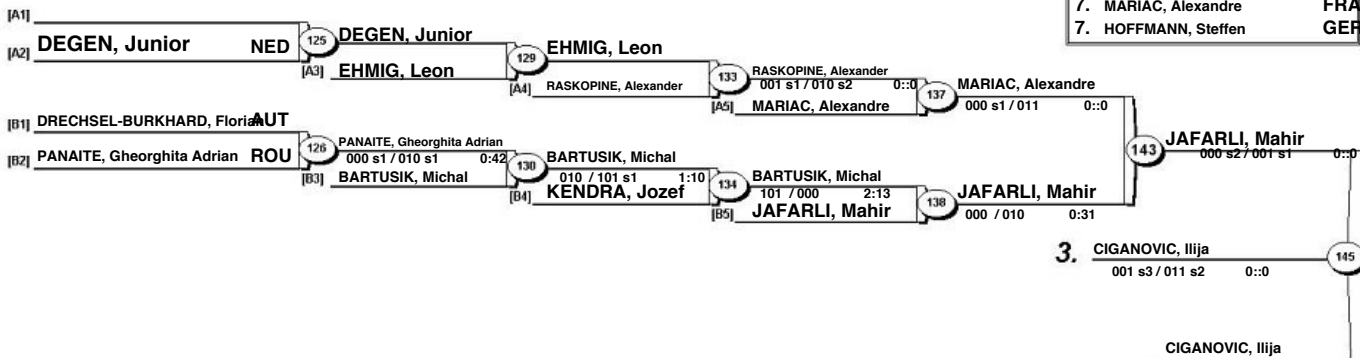 7. MARIAC, Alexandre FRA
7. HOFFMANN, Steffen GER
[A1]
[A2] DEGEN, Junior NED
125
DEGEN, Junior
[A3] EHMIG, Leon
129
EHMIG, Leon
[A4] RASKOPINE, Alexander
133
RASKOPINE, Alexander
001 s1 / 010 s2 0::0
[A5] MARIAC, Alexandre
137
MARIAC, Alexandre
000 s1 / 011 0::0
[B1] DRECHSEL-BURKHARD, Florian AUT
[B2] PANAITE, Gheorghita Adrian ROU
126
PANAITE, Gheorghita Adrian
000 s1 / 010 s1 0:42
[B3] BARTUSIK, Michal
130
BARTUSIK, Michal
010 / 101 s1 1:10
[B4] KENDRA, Jozef
134
BARTUSIK, Michal
101 / 000 2:13
[B5] JAFARLI, Mahir
138
JAFARLI, Mahir
000 / 010 0:31
143
JAFARLI, Mahir
000 s2 / 001 s1 0::0
3. CIGANOVIC, Ilija
001 s3 / 011 s2 0::0
145
CIGANOVIC, Ilija